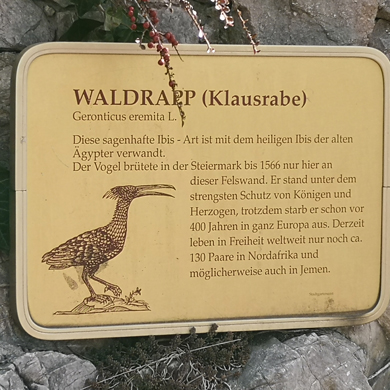 WALDRAPP (Klausrabe)
Geronticus eremita L.
Diese sagenhafte Ibis - Art ist mit dem heiligen Ibis der alten
Ägypter verwandt.
Der Vogel brütete in der Steiermark bis 1566 nur hier an
dieser Felswand. Er stand unter dem
strengsten Schutz von Königen und
Herzogen, trotzdem starb er schon vor
400 Jahren in ganz Europa aus. Derzeit
leben in Freiheit weltweit nur noch ca.
130 Paare in Nordafrika und
möglicherweise auch in Jemen.